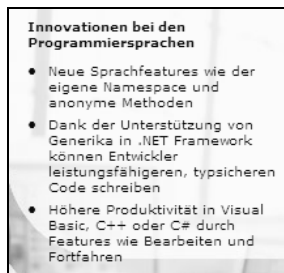 Innovationen bei den
Programmiersprachen
• Neue Sprachfeatures wie der
eigene Namespace und
anonyme Methoden
• Dank der Unterstützung von
Generika in .NET Framework
können Entwickler
leistungsfähigeren, typsicheren
Code schreiben
• Höhere Produktivität in Visual
Basic, C++ oder C# durch
Features wie Bearbeiten und
Fortfahren